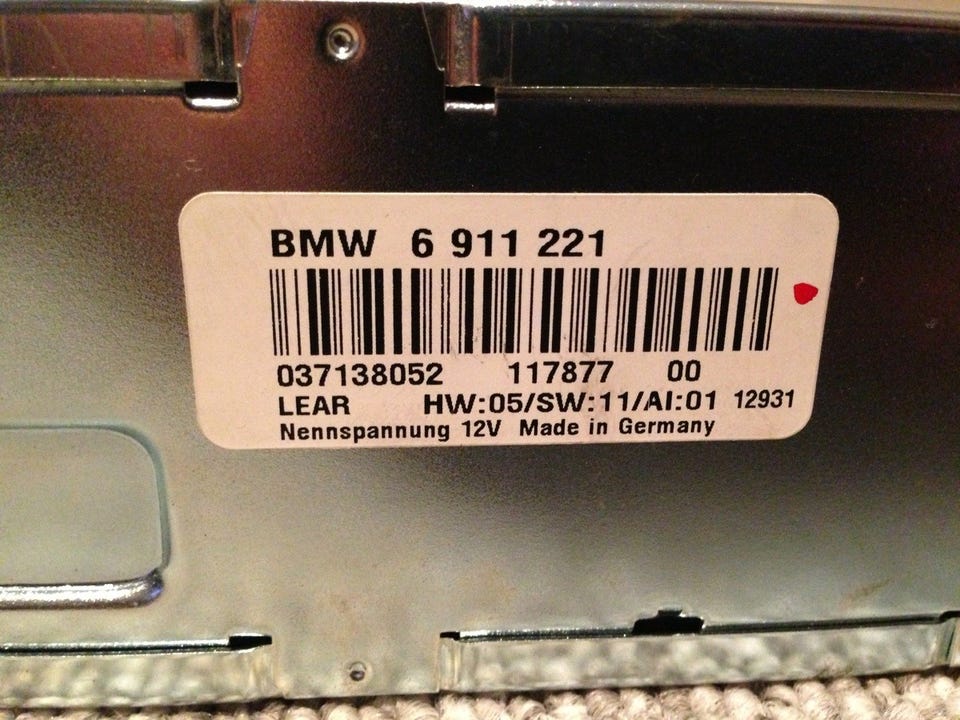 BMW 6 911 221
037138052 117877 00
LEAR HW:05/SW:11/AI:01 12931
Nennspannung 12V Made in Germany